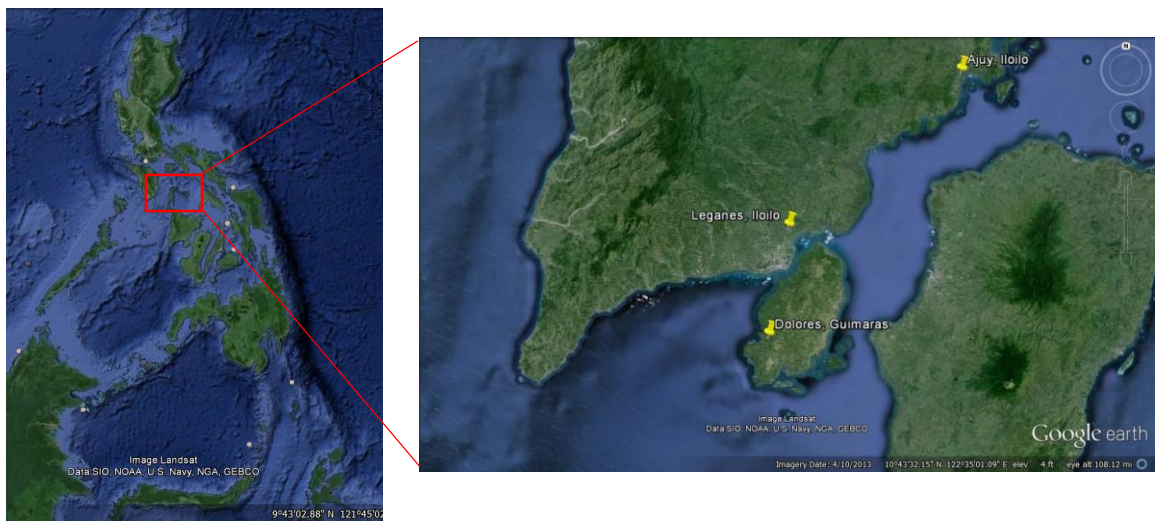 Image Landsat
Data SIO, NOAA, U.S. Navy, NGA, GEBCO
9°43'02.88" N 121°45'02
N
Ajuy, Iloilo
Leganes, Iloilo
Dolores, Guimaras
Image Landsat
Data SIO, NOAA, U.S. Navy, NGA, GEBCO
Google earth
Imagery Date: 4/10/2013 10°43'32.15" N 122°35'01.09" E elev 4 ft eye alt 108.12 mi